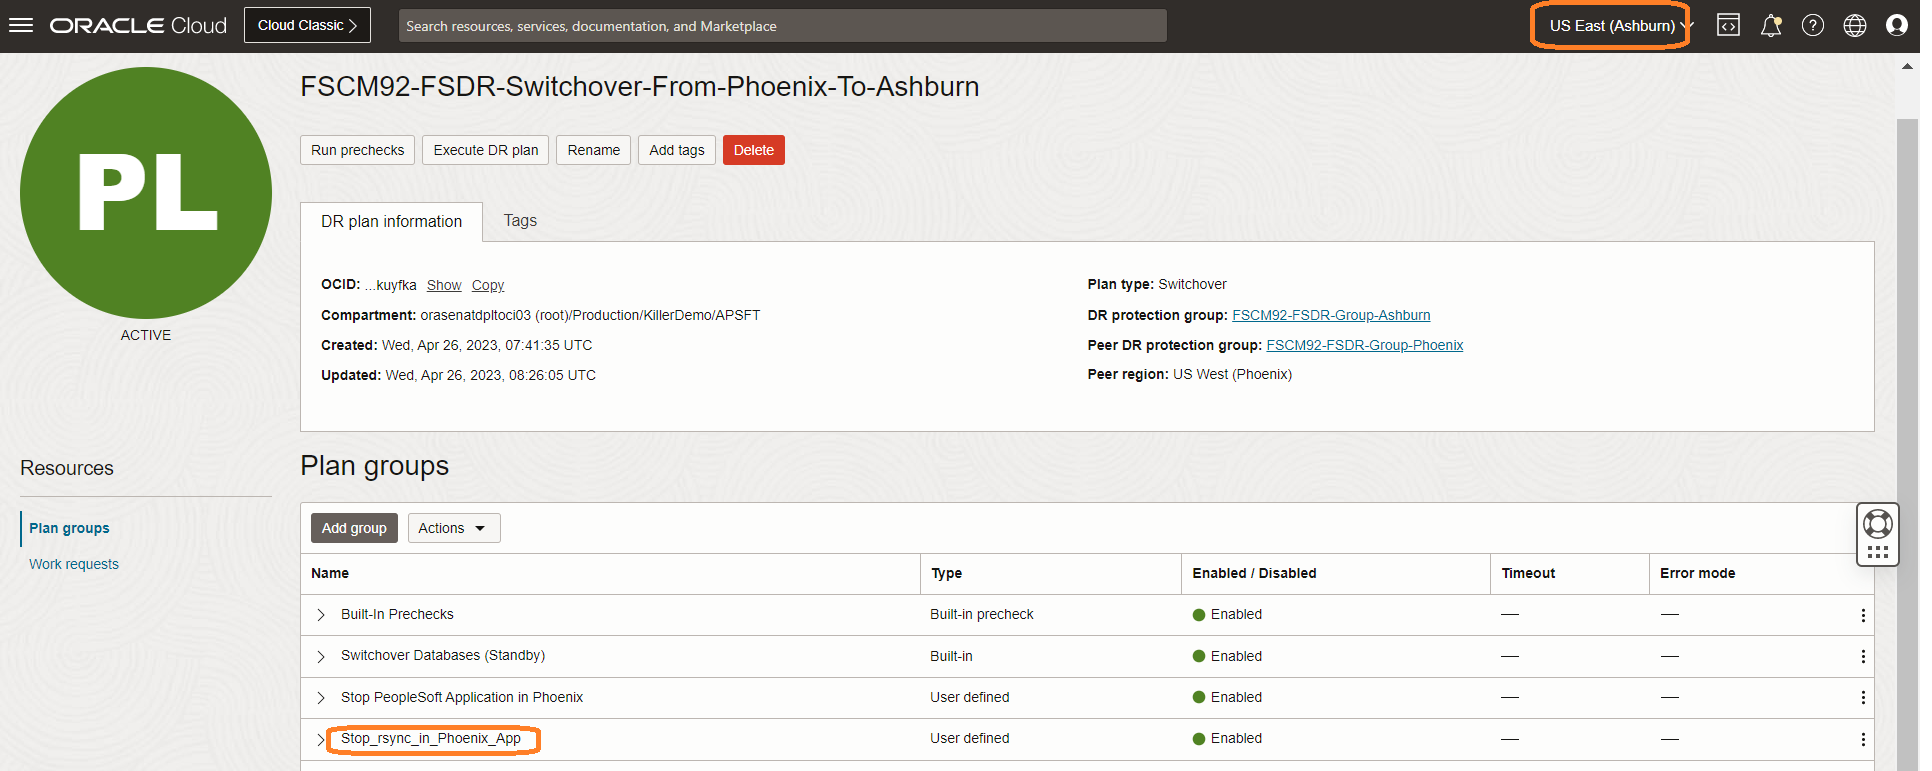 ORACLE Cloud
Cloud Classic
Search resources, services, documentation, and Marketplace
US East (Ashburn)
PL
ACTIVE
FSCM92-FSDR-Switchover-From-Phoenix-To-Ashburn
Run prechecks
Execute DR plan
Rename
Add tags
Delete
DR plan information
Tags
OCID: ...kuyfka Show Copy
Compartment: orasenatdpltoci03 (root)/Production/KillerDemo/APSFT
Created: Wed, Apr 26, 2023, 07:41:35 UTC
Updated: Wed, Apr 26, 2023, 08:26:05 UTC
Plan type: Switchover
DR protection group: FSCM92-FSDR-Group-Ashburn
Peer DR protection group: FSCM92-FSDR-Group-Phoenix
Peer region: US West (Phoenix)
Resources
Plan groups
Work requests
Plan groups
Add group
Actions
Name Type Enabled / Disabled Timeout Error mode
Built-In Prechecks Built-in precheck Enabled — —
Switchover Databases (Standby) Built-in Enabled — —
Stop PeopleSoft Application in Phoenix User defined Enabled — —
Stop_rsync_in_Phoenix_App User defined Enabled — —